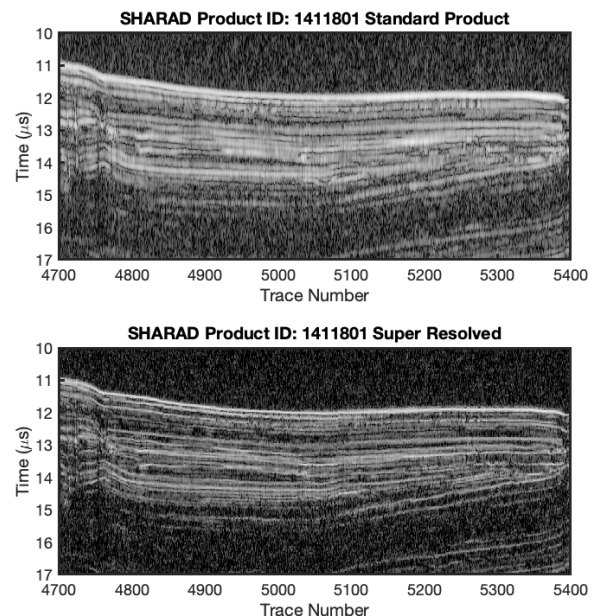 SHARAD Product ID: 1411801 Standard Product
10
11
12
13
14
15
16
17
Time (μs)
4700 4800 4900 5000 5100 5200 5300 5400
Trace Number
SHARAD Product ID: 1411801 Super Resolved
10
11
12
13
14
15
16
17
Time (μs)
4700 4800 4900 5000 5100 5200 5300 5400
Trace Number